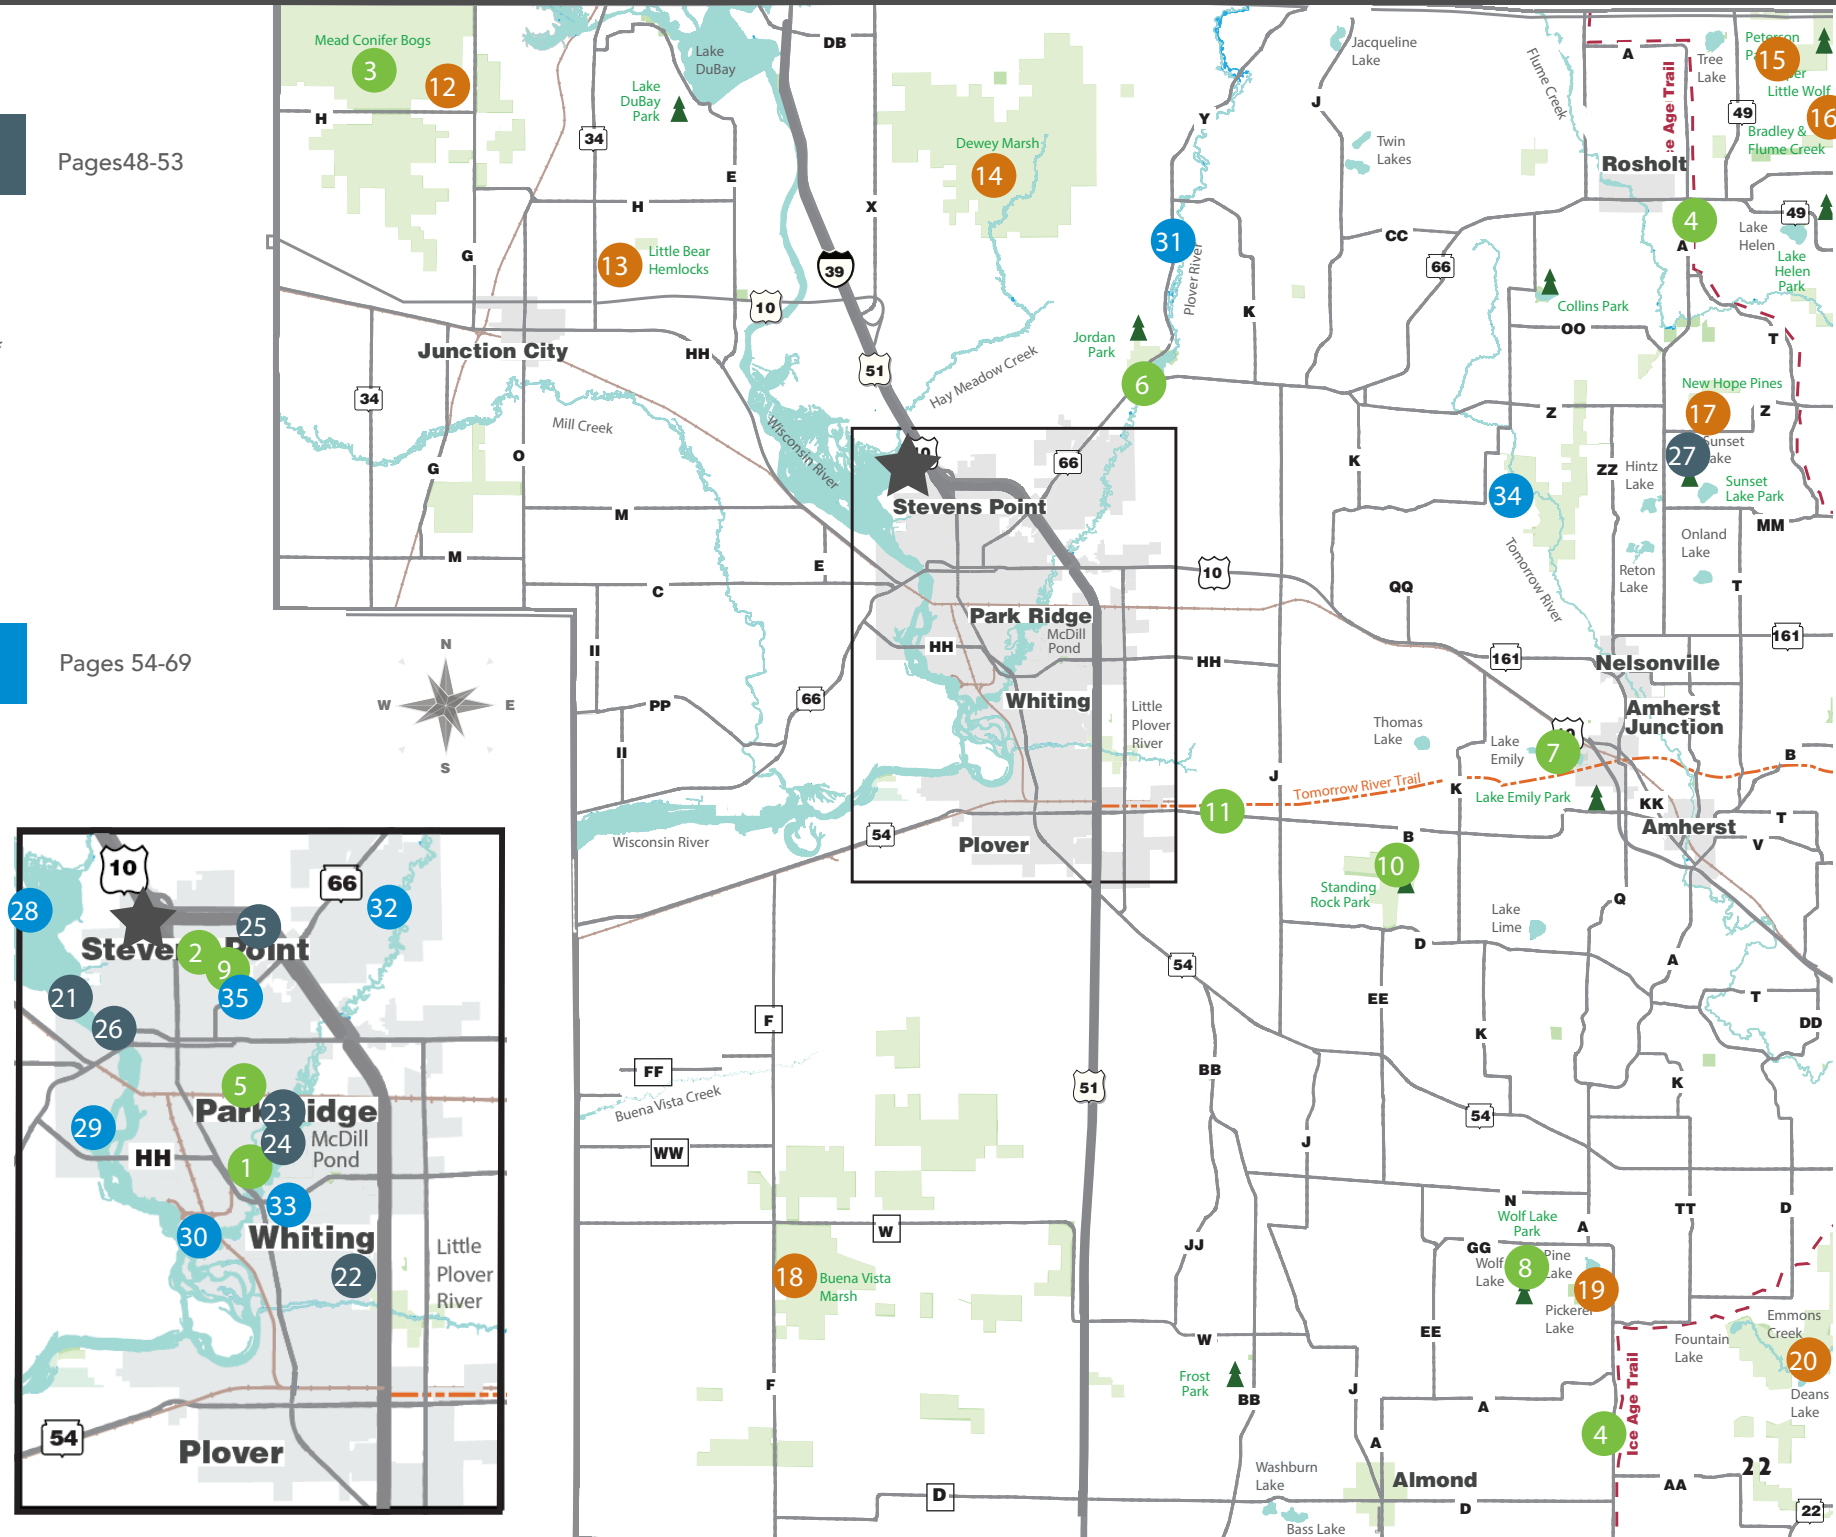 Pages48-53
Pages 54-69
N
W
E
S
Mead Conifer Bogs
3
12
H
34
Lake
DuBay
Park
Lake
DuBay
DB
E
X
H
G
13
Little Bear
Hemlocks
39
10
51
Junction City
HH
34
Mill Creek
G
O
M
M
E
C
Wisconsin River
Hay Meadow Creek
Dewey Marsh
14
Y
31
Plover River
K
Jordan
Park
6
J
Jacqueline
Lake
Twin
Lakes
CC
66
Flume Creek
A
Tree
Lake
15
Little Wolf
16
49
Bradley &
Flume Creek
Rosholt
4
A
49
Lake
Helen
Lake
Helen
Park
Collins Park
OO
T
New Hope Pines
17
Z
Z
27
Sunset
Lake Park
ZZ
Hintz
Lake
34
K
MM
Onland
Lake
Reton
Lake
T
Tomorrow River
66
Stevens Point
10
QQ
Park Ridge
McDill
Pond
HH
HH
Whiting
Little
Plover
River
161
161
Nelsonville
Amherst
Junction
II
PP
66
II
Thomas
Lake
Lake
Emily
7
B
J
Tomorrow River Trail
K
Lake Emily Park
KK
Amherst
T
V
11
B
54
Plover
Wisconsin River
10
Standing
Rock Park
Q
Lake
Lime
D
A
54
EE
T
DD
F
FF
Buena Vista Creek
51
BB
K
K
54
WW
J
N
TT
D
W
JJ
Wolf Lake
Park
A
GG
Wolf
Lake
8
Pine
Lake
19
Pickerel
Lake
18
Buena Vista
Marsh
W
EE
Fountain
Lake
Emmons
Creek
20
Deans
Lake
Frost
Park
BB
F
J
A
Ice Age Trail
4
A
Almond
Washburn
Lake
Bass Lake
D
D
AA
22
22
10
66
28
32
25
Point
2
9
35
21
26
5
23
24
McDill
Pond
29
HH
1
33
30
Whiting
22
Little
Plover
River
54
Plover